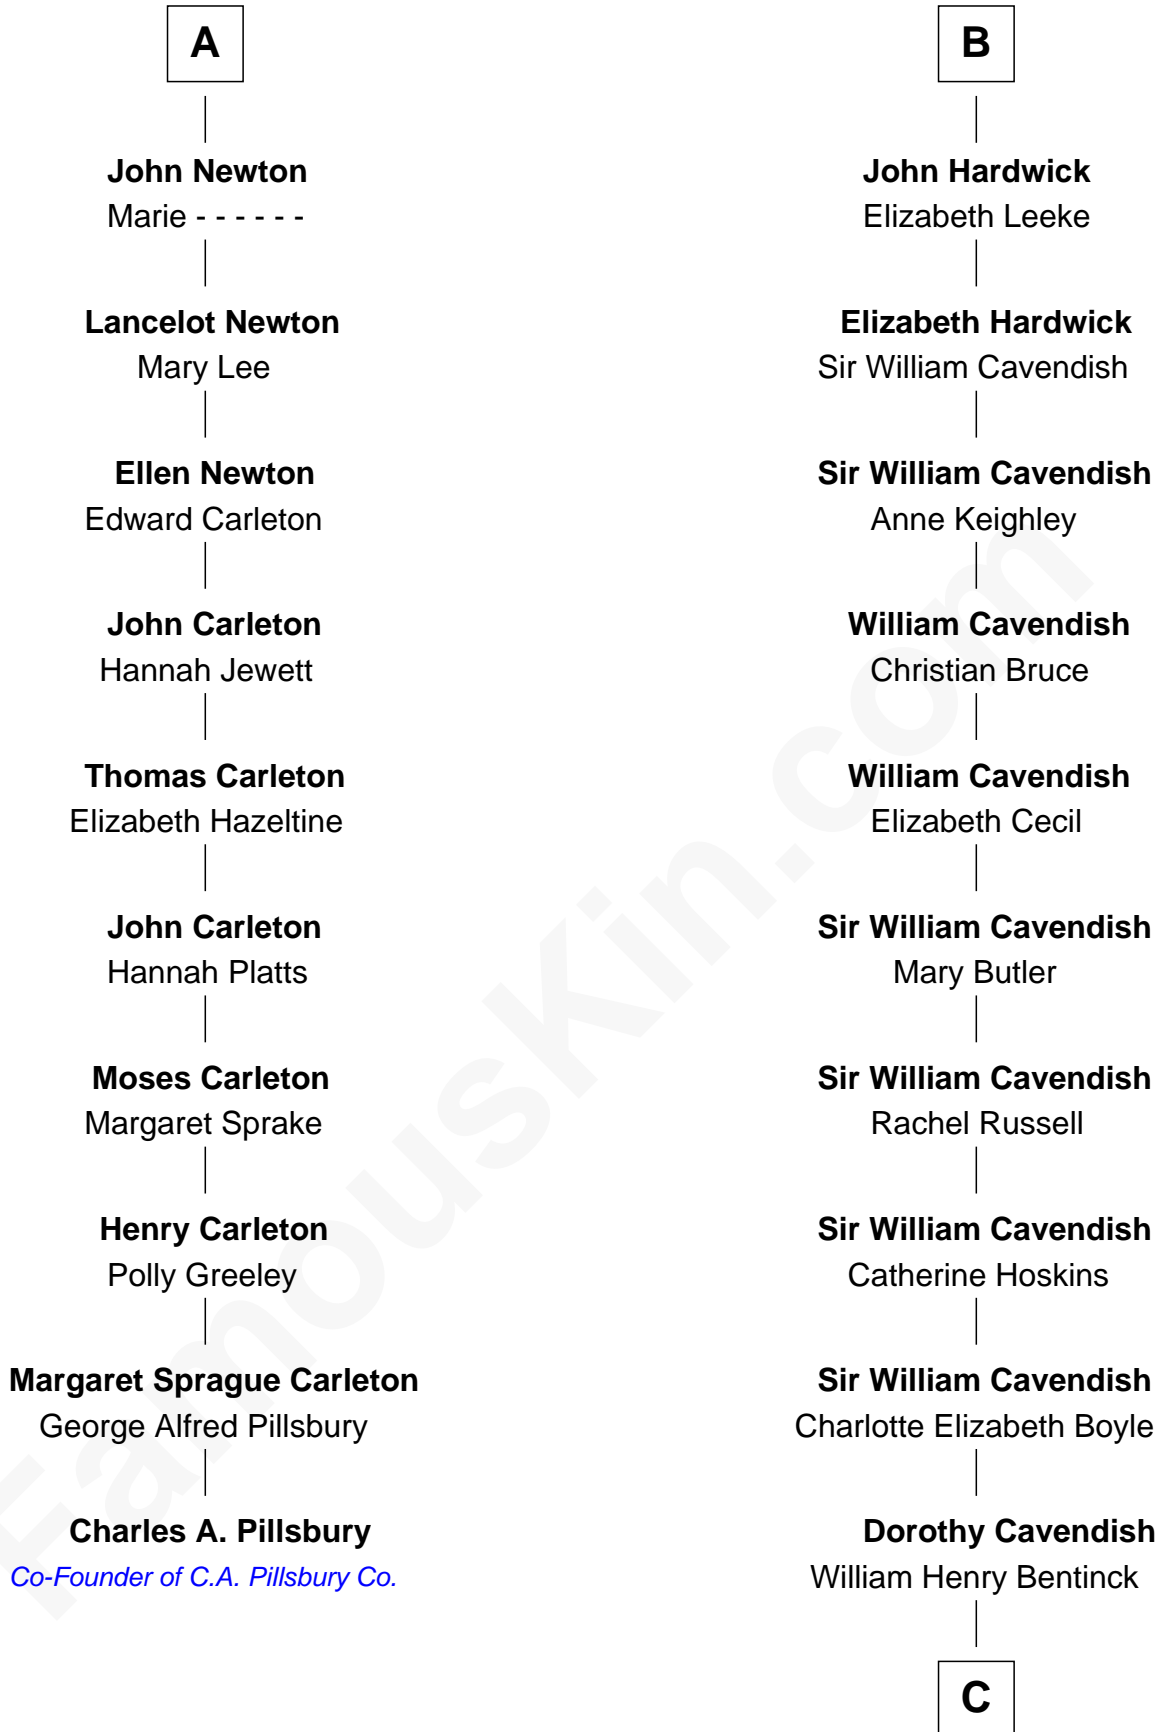 A
John Newton
Marie - - - - - -
Lancelot Newton
Mary Lee
Ellen Newton
Edward Carleton
John Carleton
Hannah Jewett
Thomas Carleton
Elizabeth Hazeltine
John Carleton
Hannah Platts
Moses Carleton
Margaret Sprake
Henry Carleton
Polly Greeley
Margaret Sprague Carleton
George Alfred Pillsbury
Charles A. Pillsbury
Co-Founder of C.A. Pillsbury Co.
B
John Hardwick
Elizabeth Leeke
Elizabeth Hardwick
Sir William Cavendish
Sir William Cavendish
Anne Keighley
William Cavendish
Christian Bruce
William Cavendish
Elizabeth Cecil
Sir William Cavendish
Mary Butler
Sir William Cavendish
Rachel Russell
Sir William Cavendish
Catherine Hoskins
Sir William Cavendish
Charlotte Elizabeth Boyle
Dorothy Cavendish
William Henry Bentinck
C
FamousKin.com